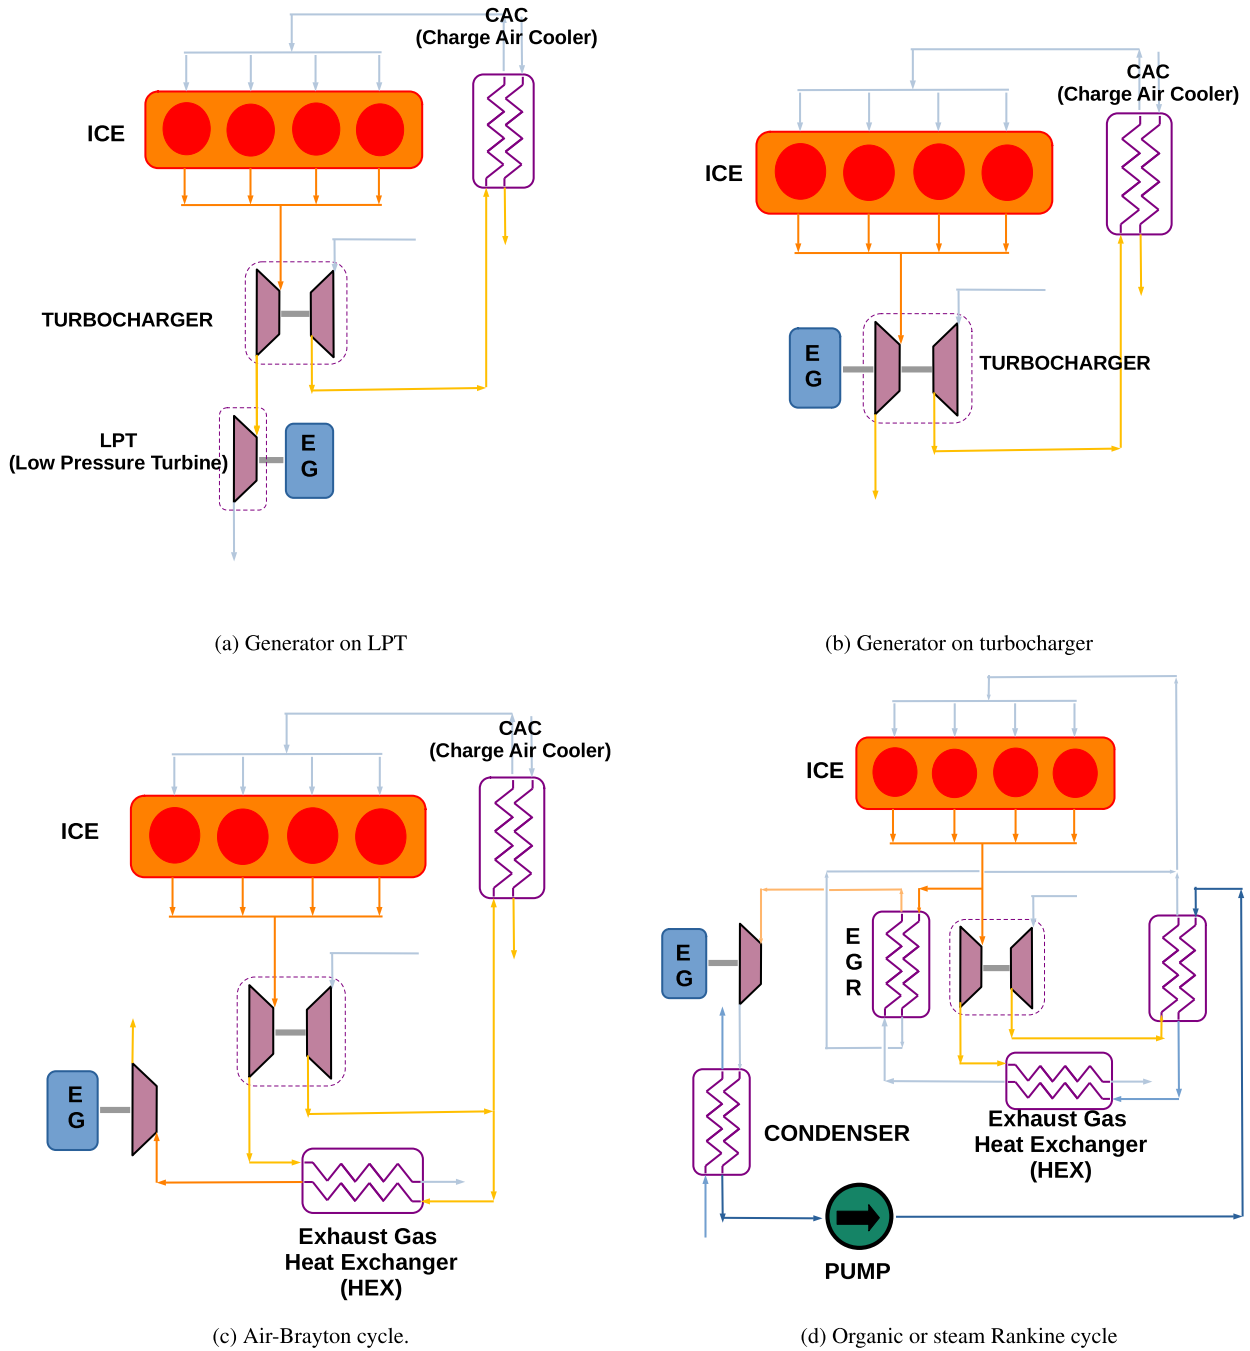 CAC
(Charge Air Cooler)
ICE
TURBOCHARGER
LPT
(Low Pressure Turbine)
E
G
(a) Generator on LPT
CAC
(Charge Air Cooler)
ICE
E
G
TURBOCHARGER
(b) Generator on turbocharger
CAC
(Charge Air Cooler)
ICE
E
G
Exhaust Gas
Heat Exchanger
(HEX)
(c) Air-Brayton cycle.
ICE
E
G
E
G
R
CONDENSER
Exhaust Gas
Heat Exchanger
(HEX)
PUMP
(d) Organic or steam Rankine cycle